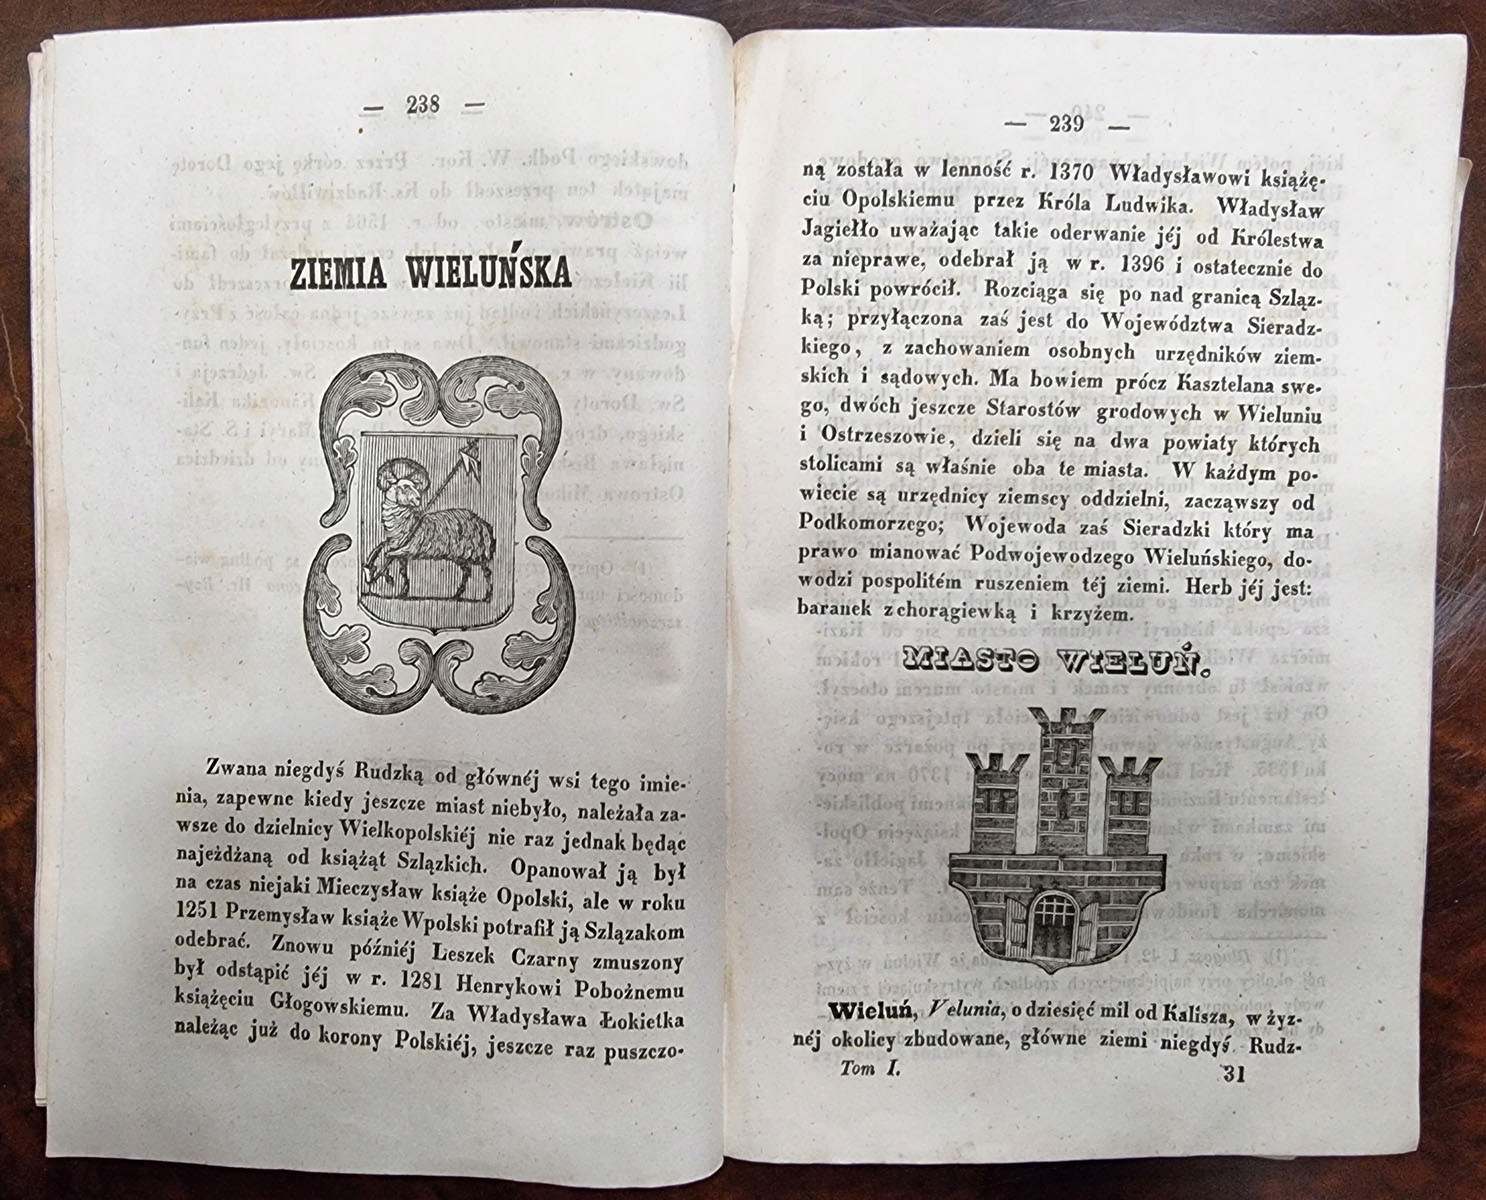 — 238 —
ZIEMIA WIELUŃSKA
Zwana niegdyś Rudzką od głównéj wsi tego imie-
nia, zapewne kiedy jeszcze miast niebyło, należała za-
wsze do dzielnicy Wielkopolskiéj nie raz jednak będąc
najeżdżaną od książąt Szlązkich. Opanował ją był
na czas niejaki Mieczysław książe Opolski, ale w roku
1251 Przemysław książe Wpolski potrafił ją Szlązakom
odebrać. Znowu późniéj Leszek Czarny zmuszony
był odstąpić jéj w r. 1281 Henrykowi Pobożnemu
książęciu Głogowskiemu. Za Władysława Łokietka
należąc już do korony Polskiéj, jeszcze raz puszczo-
— 239 —
ną została w lenność r. 1370 Władysławowi książę-
ciu Opolskiemu przez Króla Ludwika. Władysław
Jagiełło uważając takie oderwanie jéj od Królestwa
za nieprawe, odebrał ją w r. 1396 i ostatecznie do
Polski powrócił. Rozciąga się po nad granicą Szląz-
ką; przyłączona zaś jest do Województwa Sieradz-
kiego, z zachowaniem osobnych urzędników ziem-
skich i sądowych. Ma bowiem prócz Kasztelana swe-
go, dwóch jeszcze Starostów grodowych w Wieluniu
i Ostrzeszowie, dzieli się na dwa powiaty których
stolicami są właśnie oba te miasta. W każdym po-
wiecie są urzędnicy ziemscy oddzielni, zacząwszy od
Podkomorzego; Wojewoda zaś Sieradzki który ma
prawo mianować Podwojewodzego Wieluńskiego, do-
wodzi pospolitém ruszeniem téj ziemi. Herb jéj jest:
baranek z chorągiewką i krzyżem.
MIASTO WIELUŃ.
Wieluń, Velunia, o dziesięć mil od Kalisza, w żyz-
néj okolicy zbudowane, główne ziemi niegdyś Rudz-
Tom I. 31